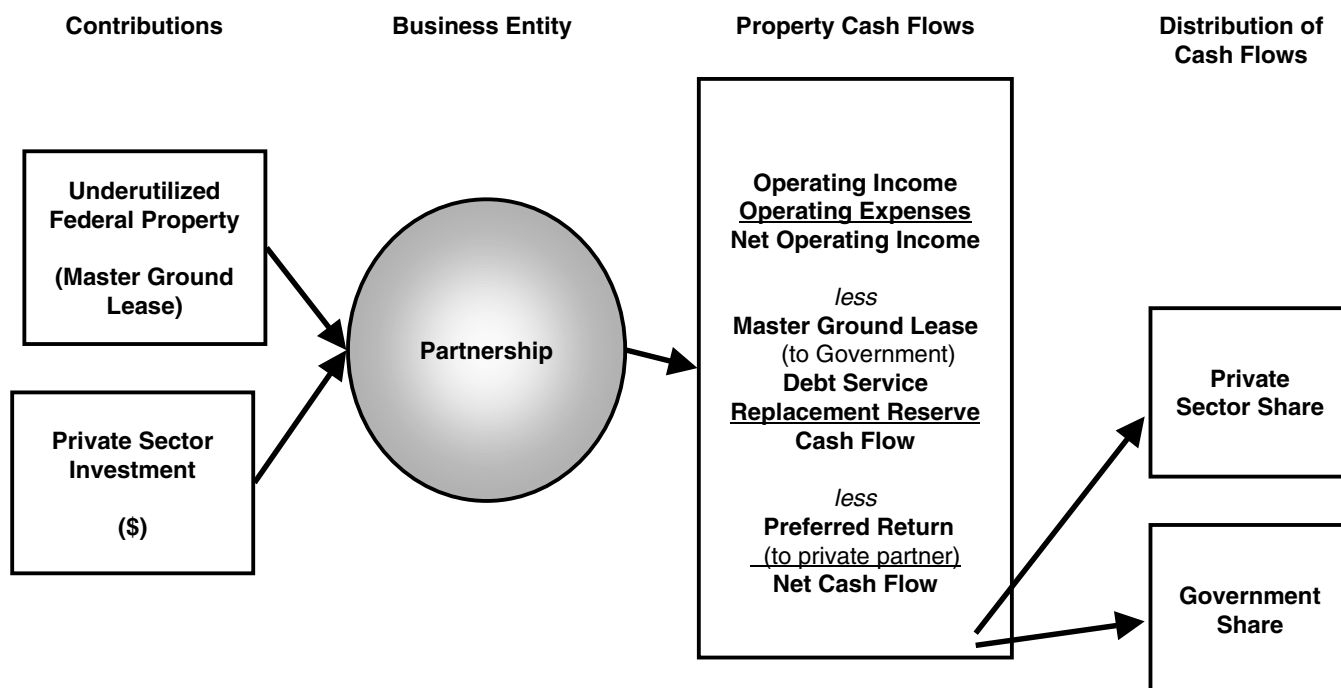 Contributions
Business Entity
Property Cash Flows
Distribution of
Cash Flows
Underutilized
Federal Property
(Master Ground
Lease)
Private Sector
Investment
($)
Partnership
Operating Income
Operating Expenses
Net Operating Income
less
Master Ground Lease
(to Government)
Debt Service
Replacement Reserve
Cash Flow
less
Preferred Return
(to private partner)
Net Cash Flow
Private
Sector Share
Government
Share